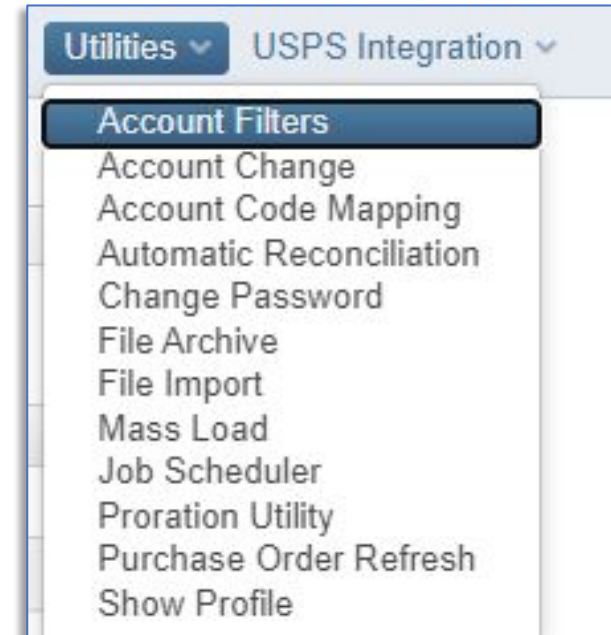 Utilities USPS Integration
Account Filters
Account Change
Account Code Mapping
Automatic Reconciliation
Change Password
File Archive
File Import
Mass Load
Job Scheduler
Proration Utility
Purchase Order Refresh
Show Profile